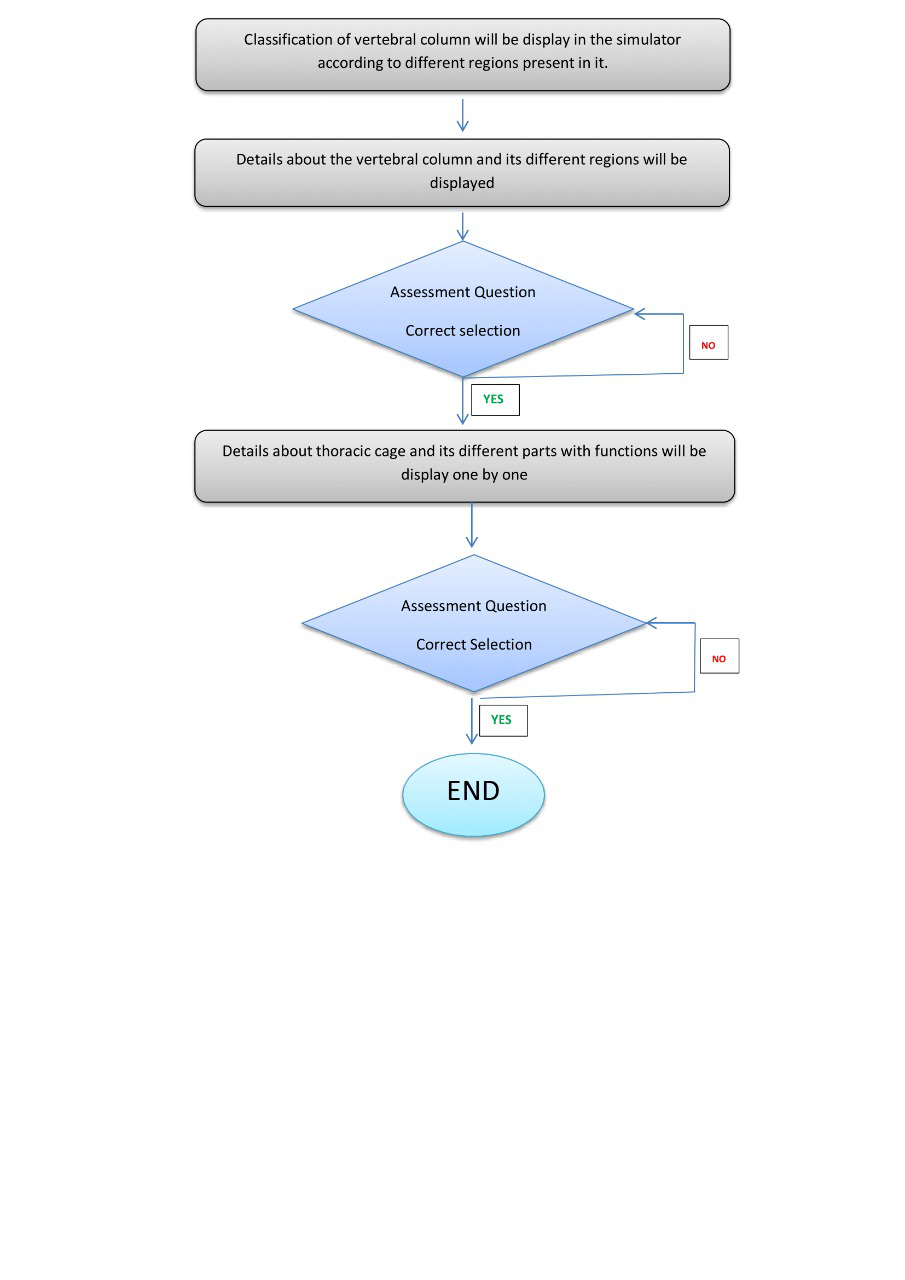 Classification of vertebral column will be display in the simulator
according to different regions present in it.
Details about the vertebral column and its different regions will be
displayed
Assessment Question
Correct selection
NO
YES
Details about thoracic cage and its different parts with functions will be
display one by one
Assessment Question
Correct Selection
NO
YES
END